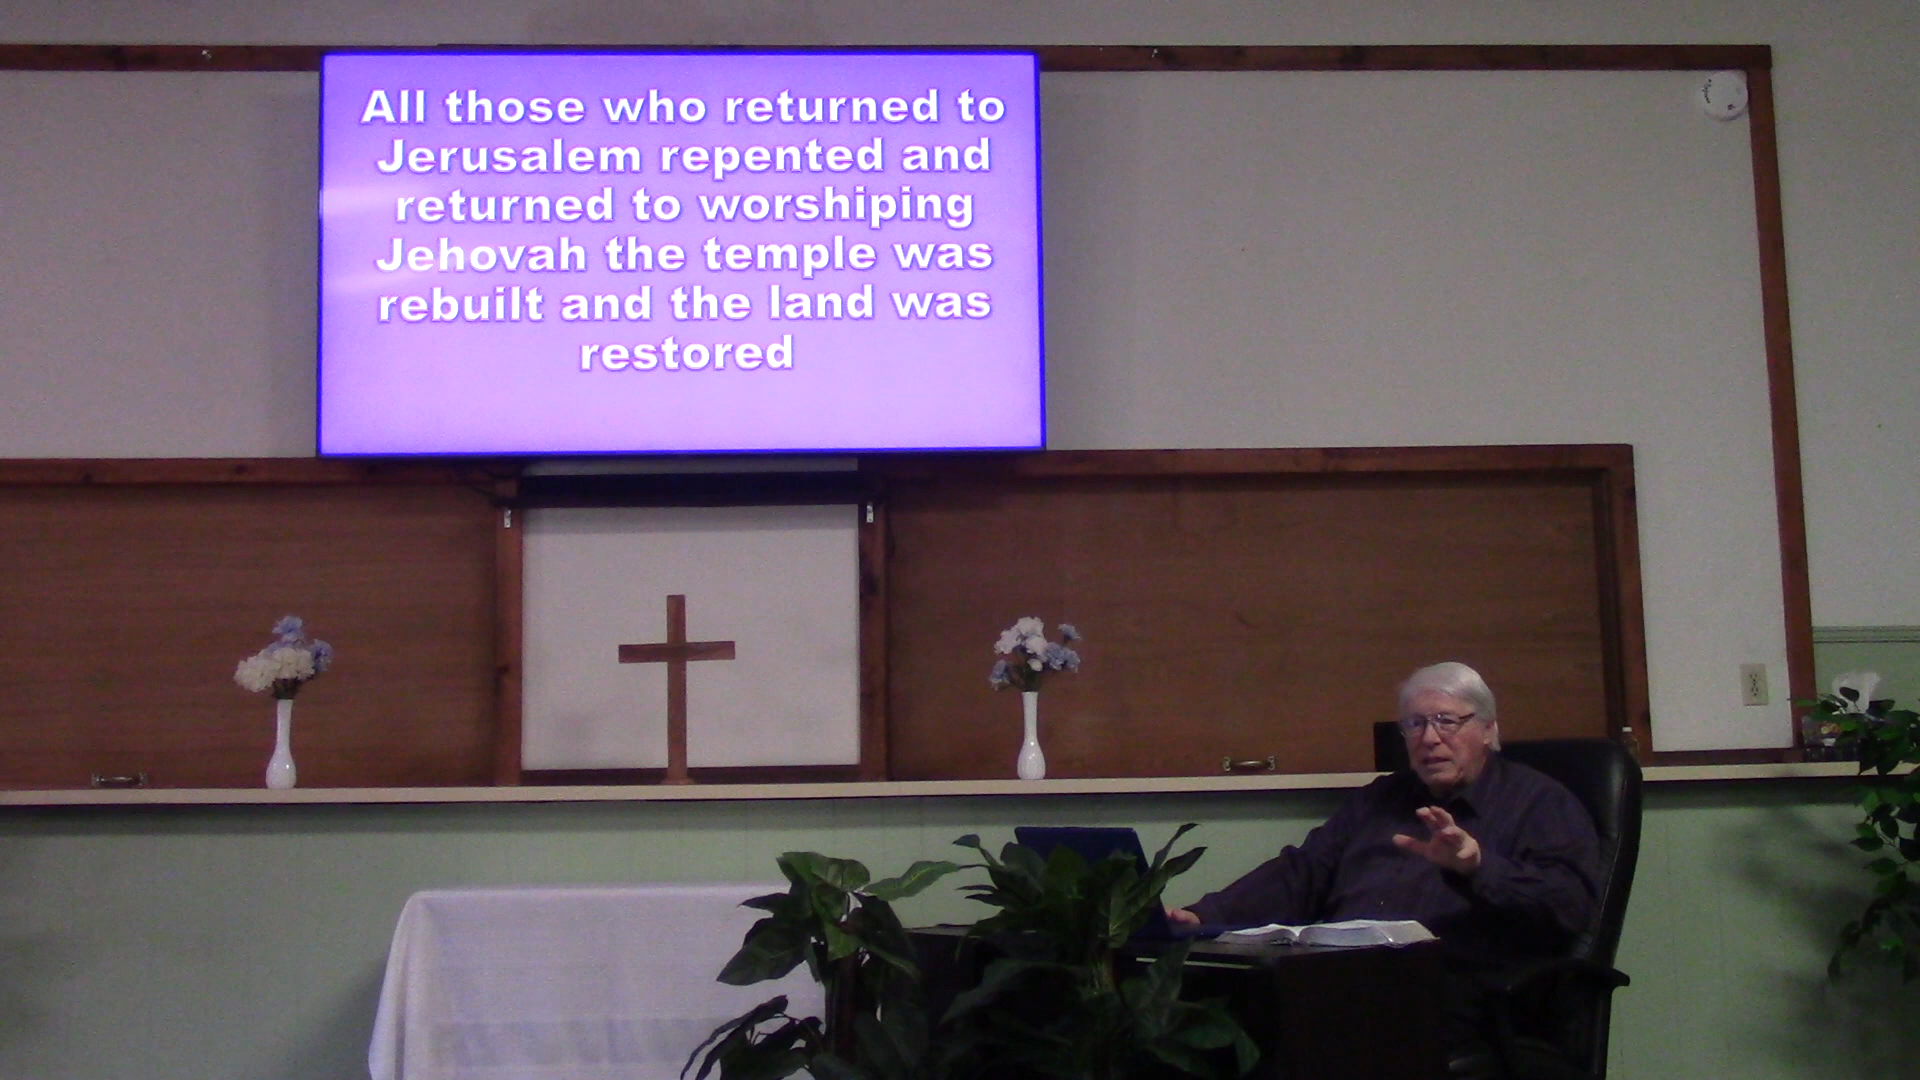 All those who returned to
Jerusalem repented and
returned to worshiping
Jehovah the temple was
rebuilt and the land was
restored